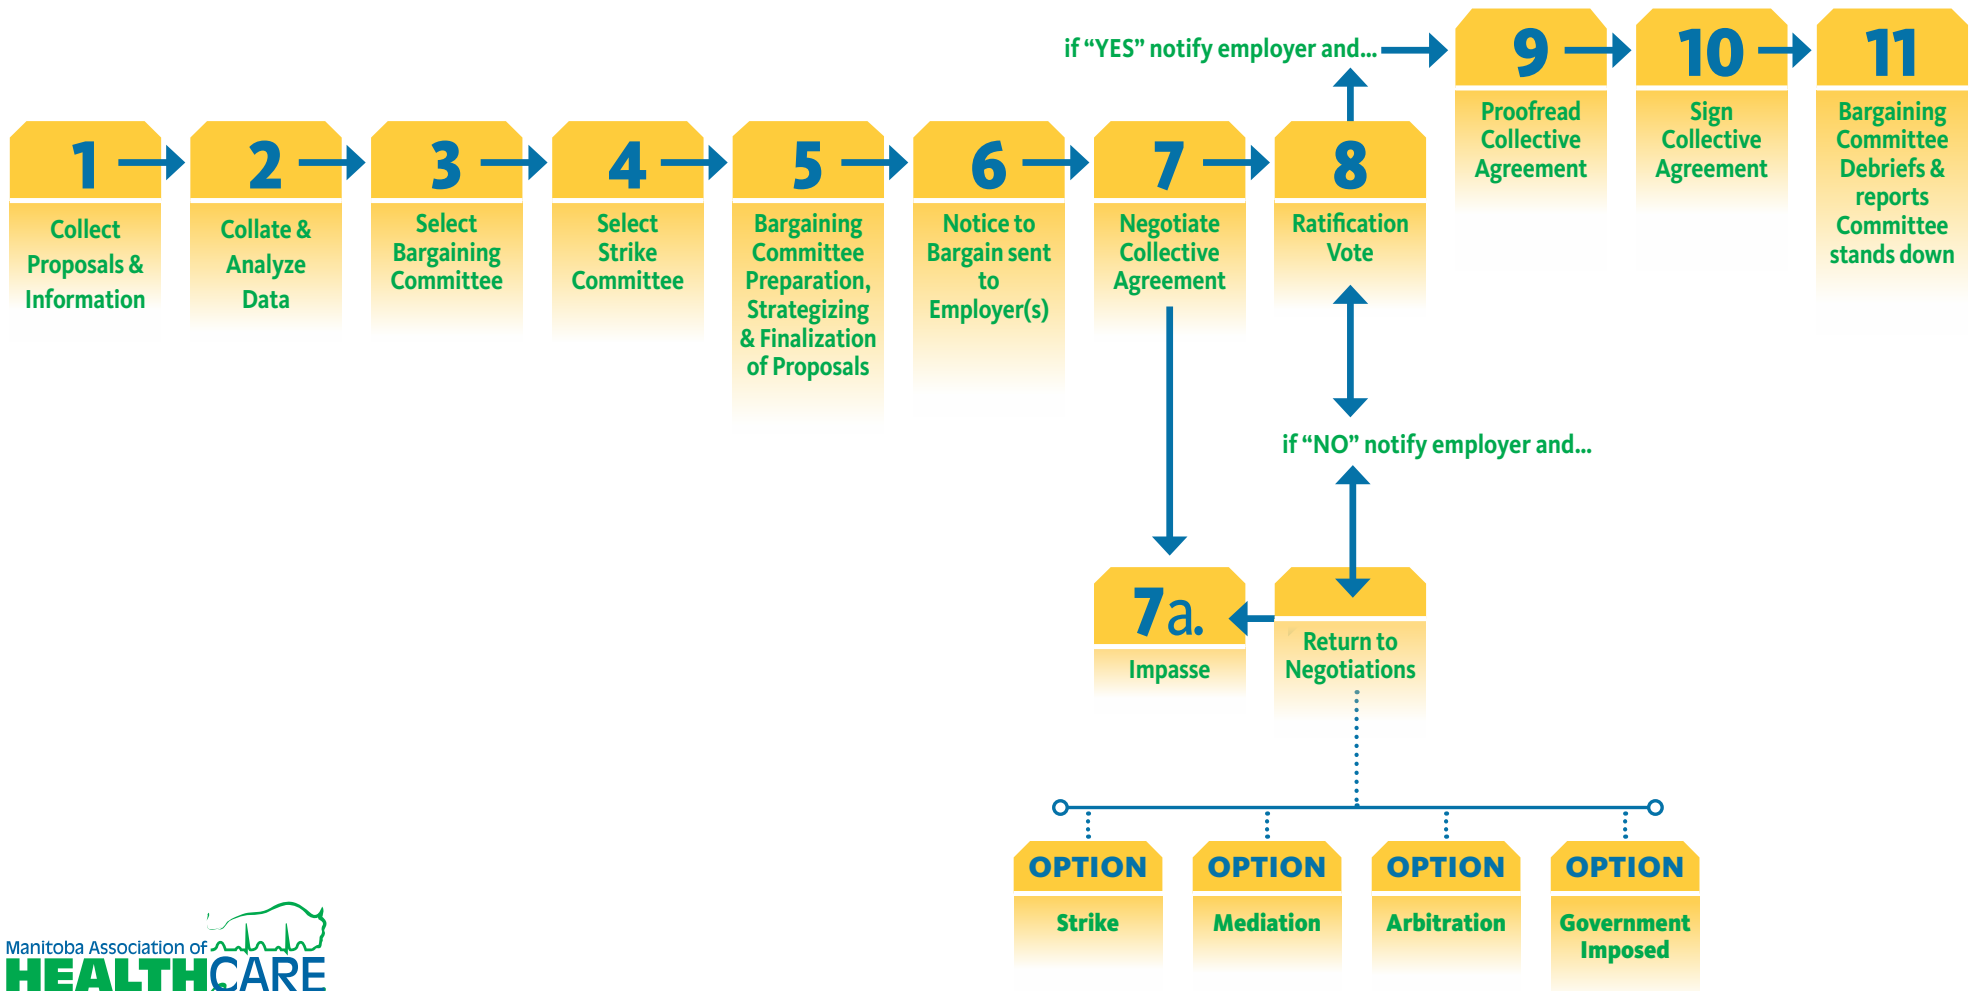 1
Collect
Proposals &
Information
2
Collate &
Analyze
Data
3
Select
Bargaining
Committee
4
Select
Strike
Committee
5
Bargaining
Committee
Preparation,
Strategizing
& Finalization
of Proposals
6
Notice to
Bargain sent
to
Employer(s)
7
Negotiate
Collective
Agreement
8
Ratification
Vote
if “YES” notify employer and...
9
Proofread
Collective
Agreement
10
Sign
Collective
Agreement
11
Bargaining
Committee
Debriefs &
reports
Committee
stands down
if “NO” notify employer and...
7a.
Impasse
Return to
Negotiations
OPTION
Strike
OPTION
Mediation
OPTION
Arbitration
OPTION
Government
Imposed
Manitoba Association of
HEALTHCARE